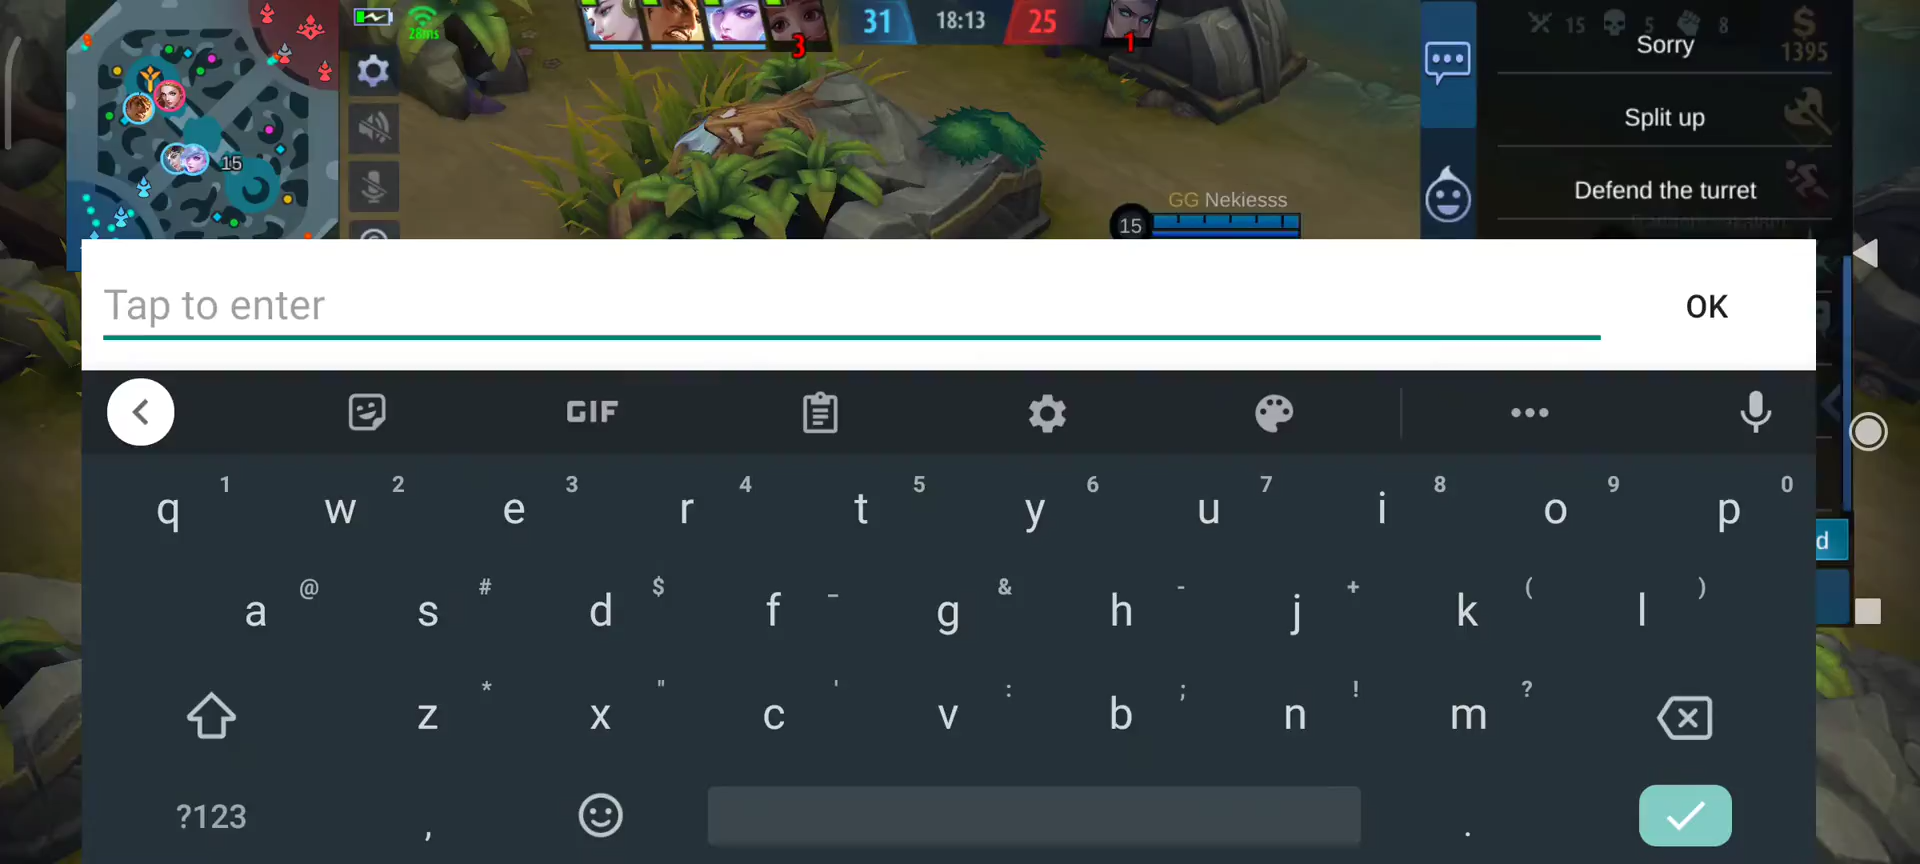 28ms
31 18:13 25
3
1
15 5 8
1395
Sorry
Split up
Defend the turret
15
GG Nekiesss
15
Tap to enter
OK
GIF
1 2 3 4 5 6 7 8 9 0
q w e r t y u i o p
@ # $ _ & - + ( )
a s d f g h j k l
* " ' : ; ! ?
z x c v b n m
?123 , .
d